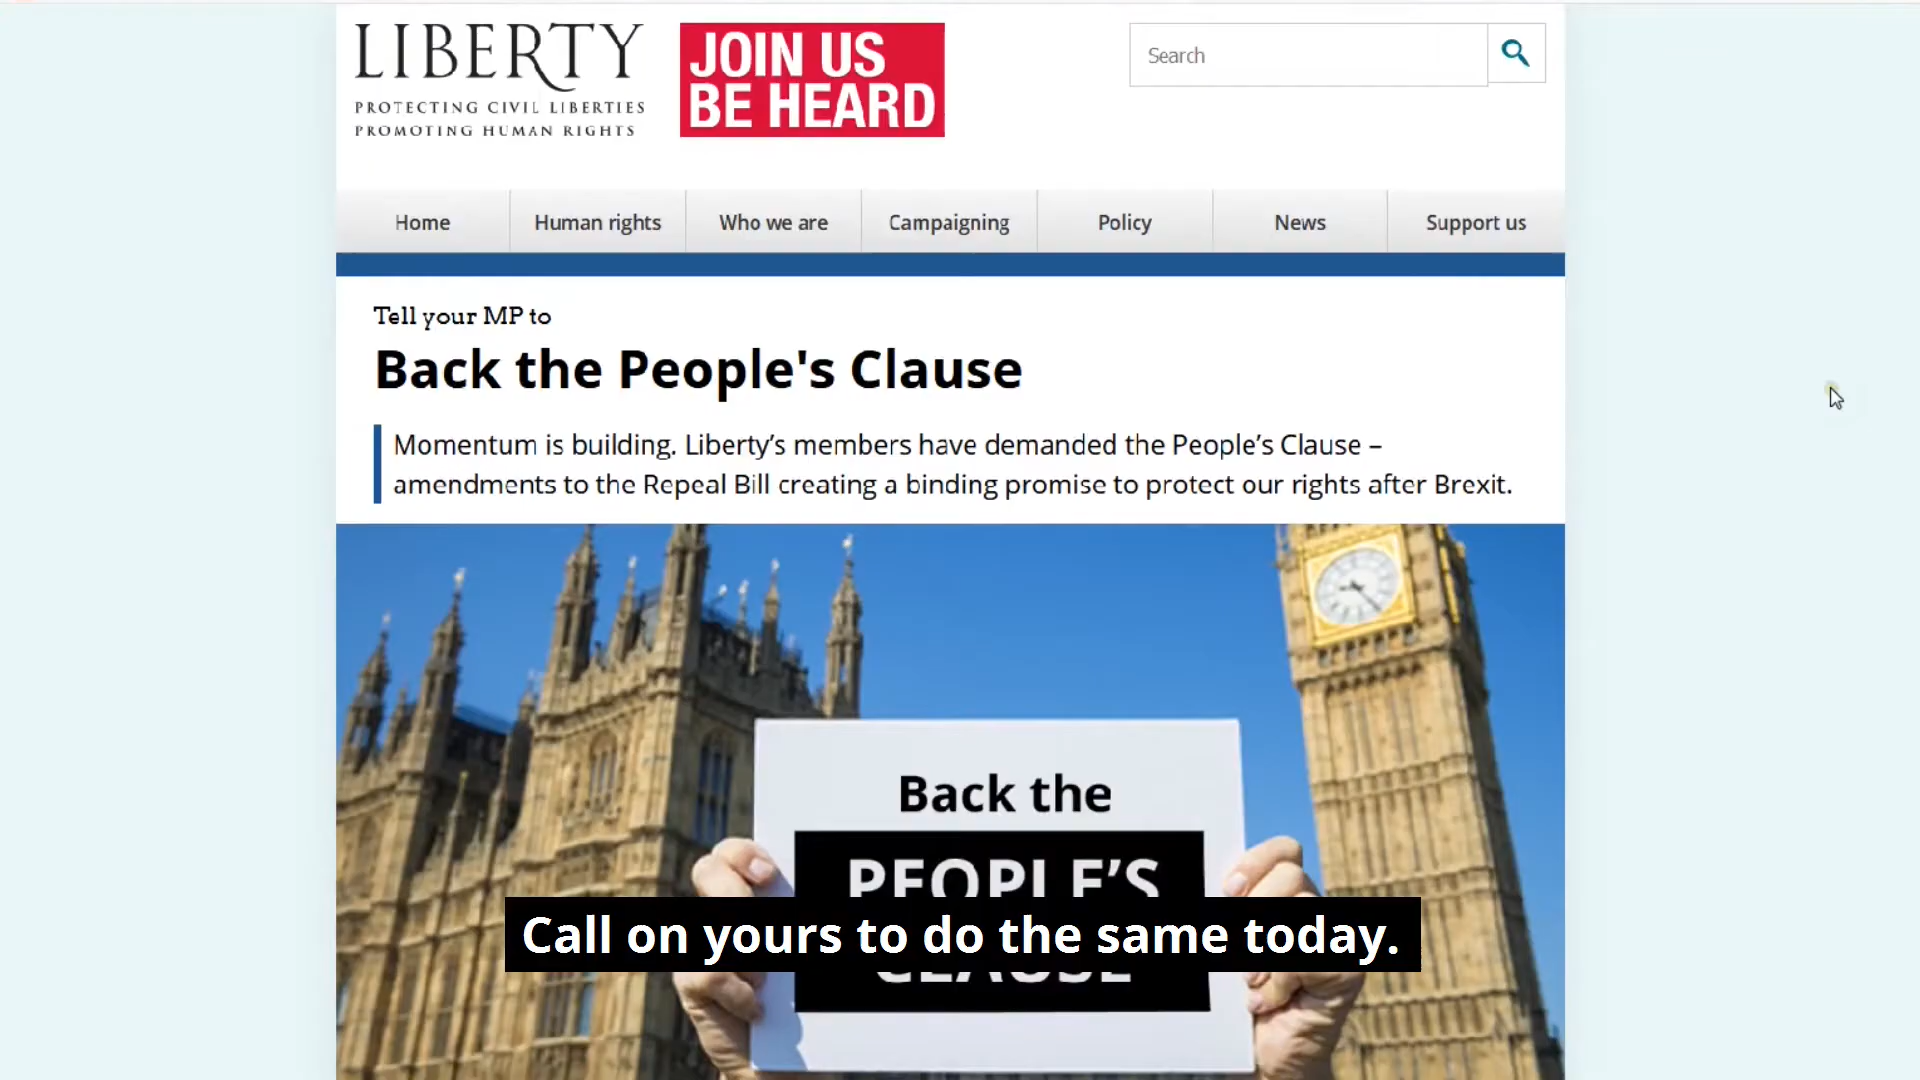 LIBERTY
PROTECTING CIVIL LIBERTIES
PROMOTING HUMAN RIGHTS
JOIN US
BE HEARD
Search
Home
Human rights
Who we are
Campaigning
Policy
News
Support us
Tell your MP to
Back the People's Clause
Momentum is building. Liberty’s members have demanded the People’s Clause –
amendments to the Repeal Bill creating a binding promise to protect our rights after Brexit.
Back the
PEOPLE’S
Call on yours to do the same today.
CLAUSE